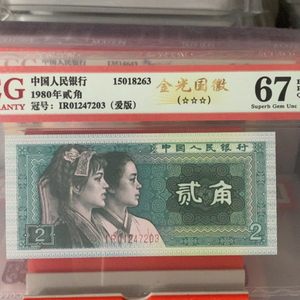 CG
RANTY
中国人民银行
1980年贰角
冠号：IR01247203（爱版）
15018263
金光国徽
（☆☆☆）
67
Superb Gem Unc
中国人民银行
贰角
IR01247203
2
2